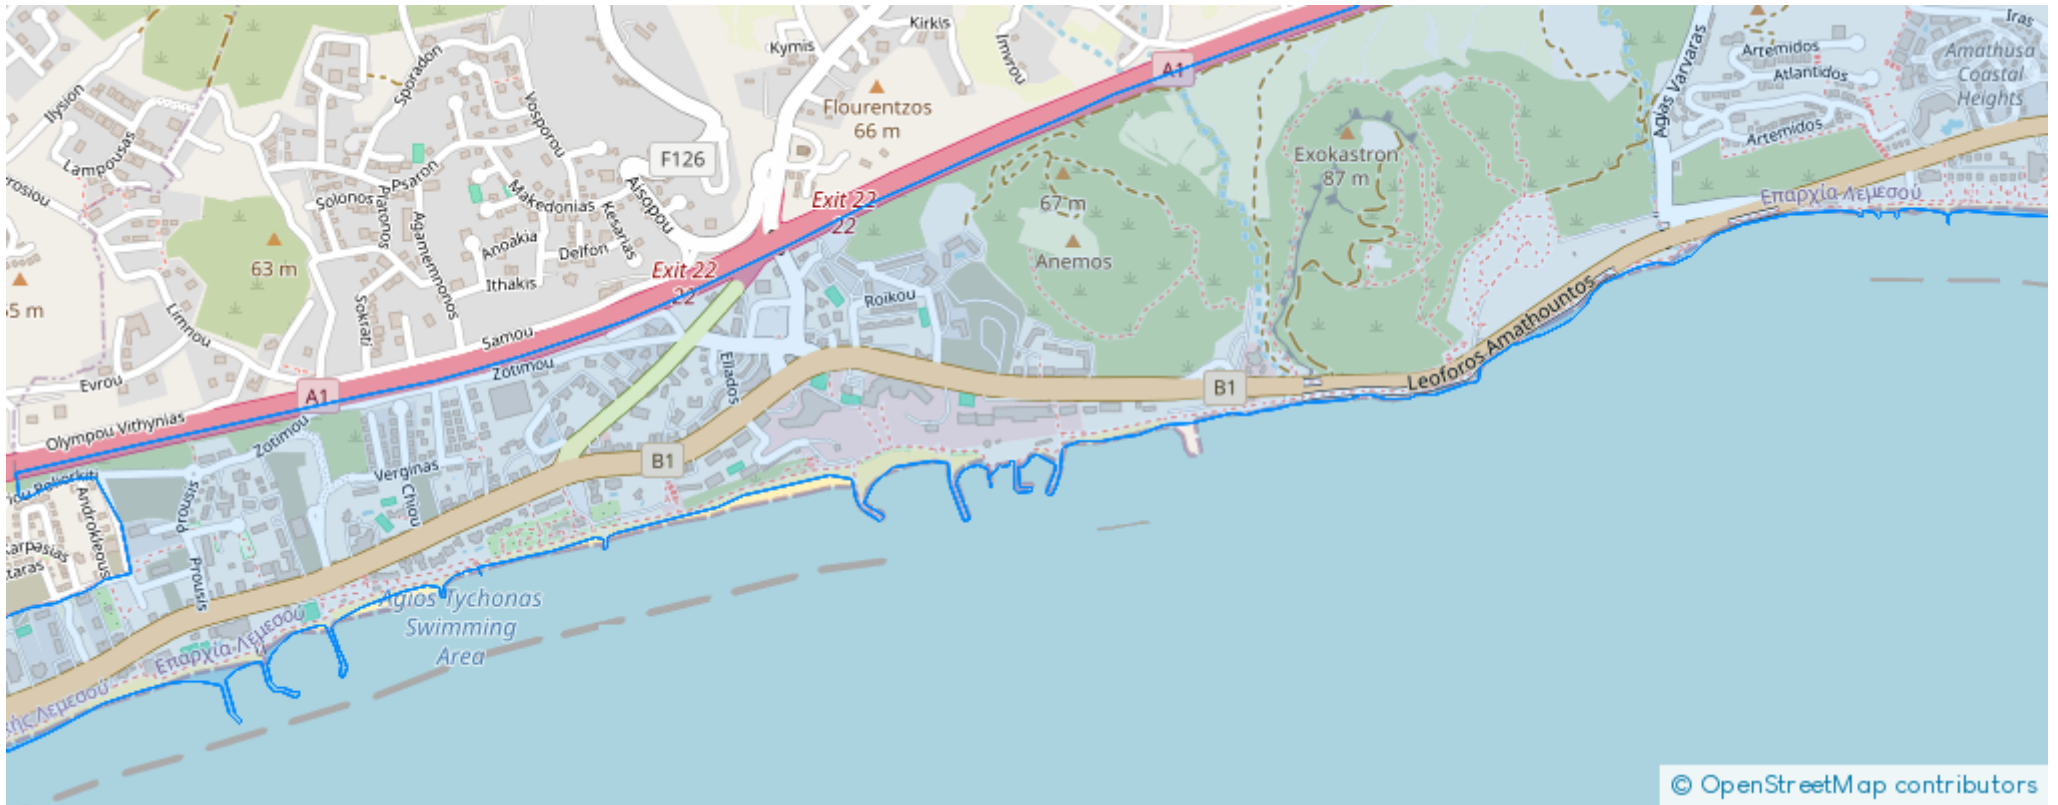 Kirkis
Kymis
Imvrou
A1
Iras
Artemidos
Amathusa
Coastal
Heights
Atlantidos
Artemidos
Agias Varvaras
Sporadon
Vosporou
Ilysion
Lampousas
Flourentzos
66 m
F126
Exokastron
87 m
Psaron
Solonos
Platonos
Makedonias
Aisopou
Kesarias
Agamemnonos
Anoakia
Delfon
Ithakis
Exit 22
22
67 m
Anemos
Επαρχία Λεμεσού
63 m
Exit 22
22
Roikou
Sokrati
Limnou
Samou
Zotimou
Eliados
Evrou
A1
B1
Leoforos Amathountos
Olympou Vithynias
Zotimou
Verginas
Chiou
B1
Prousis
Androkleous
Karpasias
Prousis
Agios Tychonas
Swimming
Area
Επαρχία Λεμεσού
© OpenStreetMap contributors